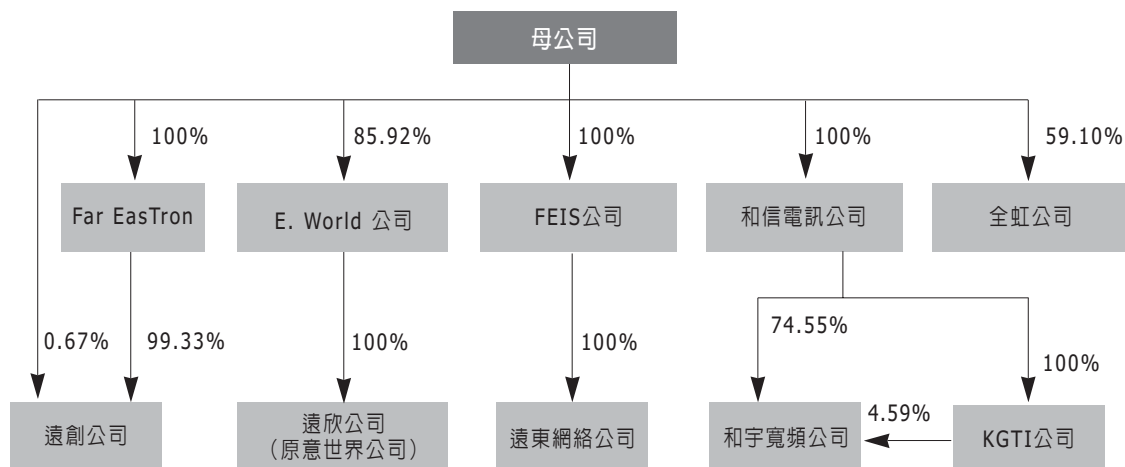 母公司
100%
85.92%
100%
100%
59.10%
Far EasTron
E. World 公司
FEIS公司
和信電訊公司
全虹公司
0.67%
99.33%
100%
100%
74.55%
100%
4.59%
遠創公司
遠欣公司
（原意世界公司）
遠東網絡公司
和宇寬頻公司
KGTI公司